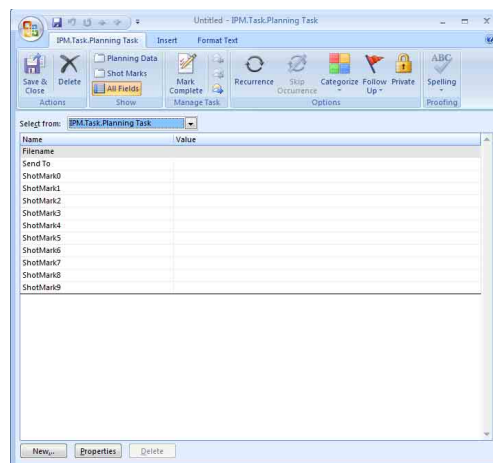 Untitled - IPM.Task.Planning Task
IPM.Task.Planning Task Insert Format Text
Save & Close
Delete
Actions
Planning Data
Shot Marks
All Fields
Show
Mark Complete
Manage Task
Recurrence
Skip Occurrence
Categorize
Follow Up
Private
Options
ABC
Spelling
Proofing
Select from: IPM.Task.Planning Task
Name Value
Filename
Send To
ShotMark0
ShotMark1
ShotMark2
ShotMark3
ShotMark4
ShotMark5
ShotMark6
ShotMark7
ShotMark8
ShotMark9
New... Properties Delete